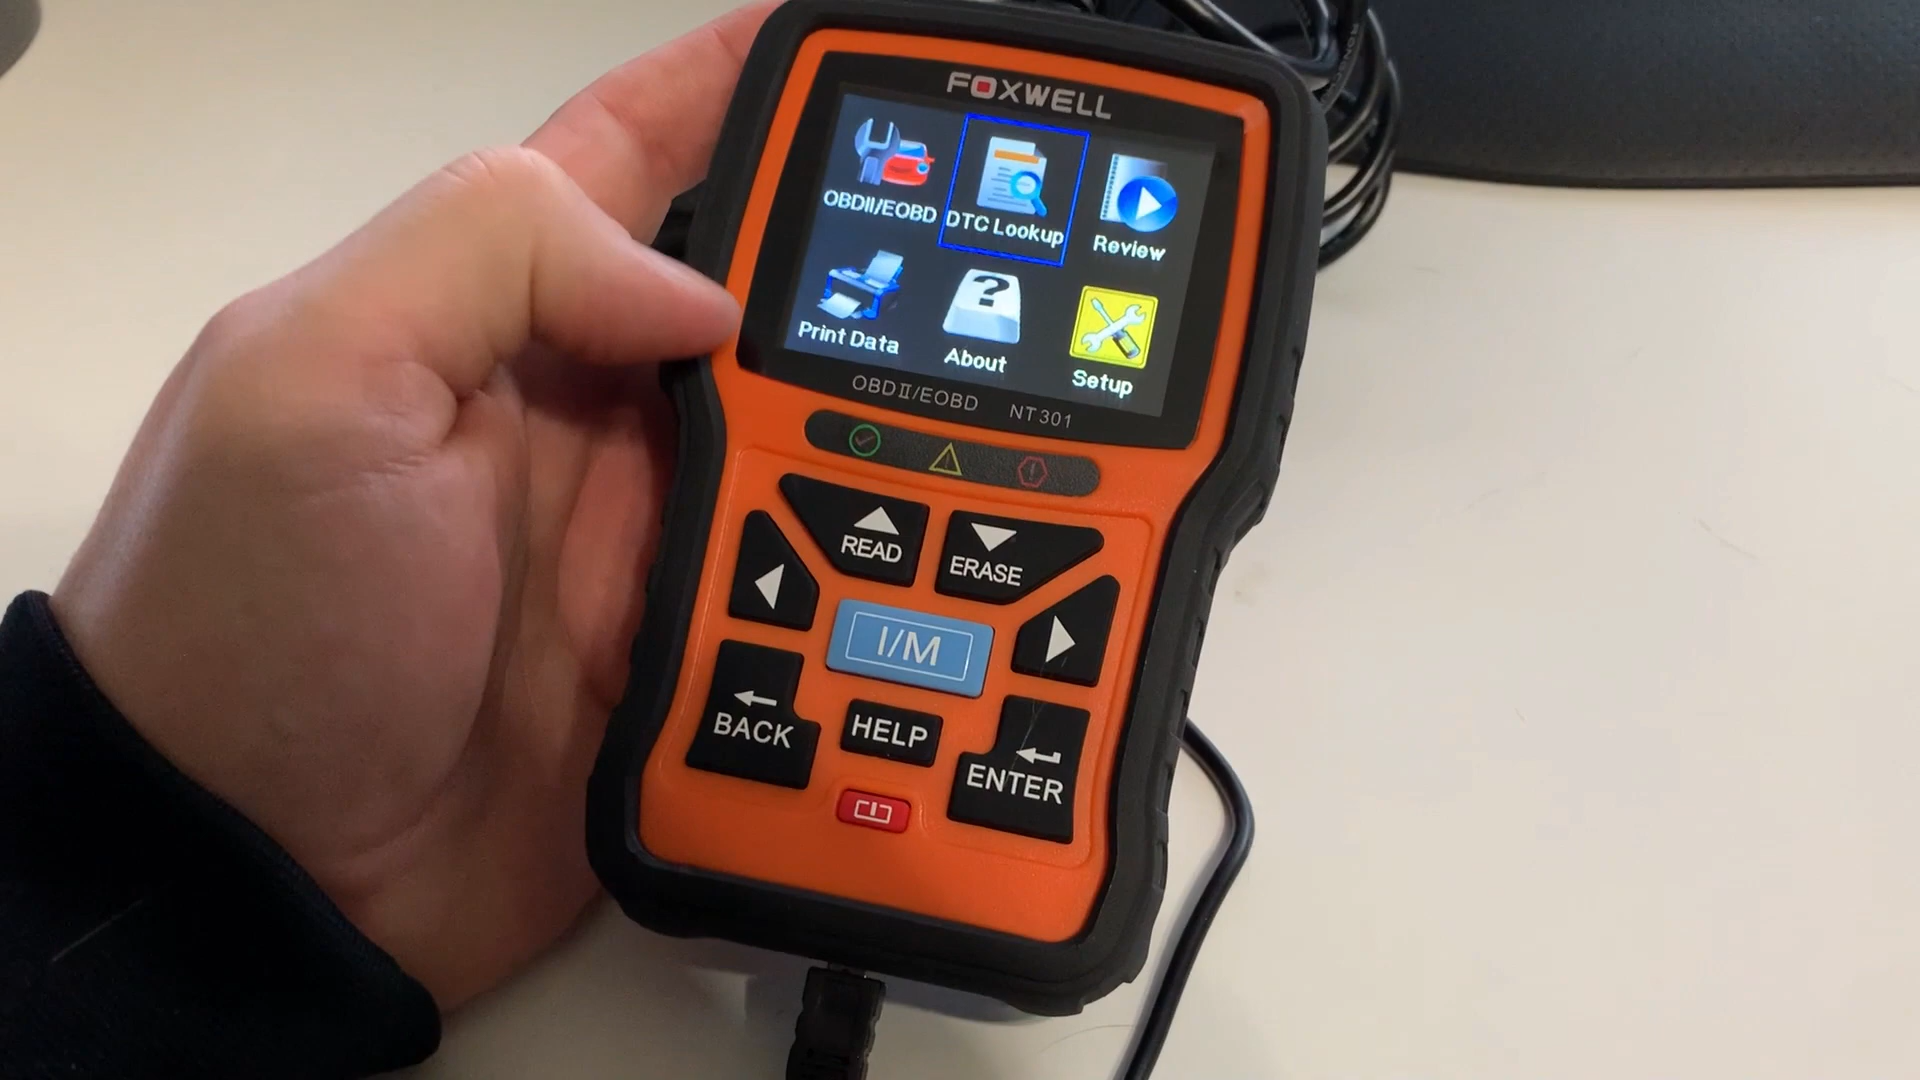 FOXWELL
OBDII/EOBD
DTC Lookup
Review
Print Data
About
Setup
OBDⅡ/EOBD NT301
READ
ERASE
I/M
BACK
HELP
ENTER